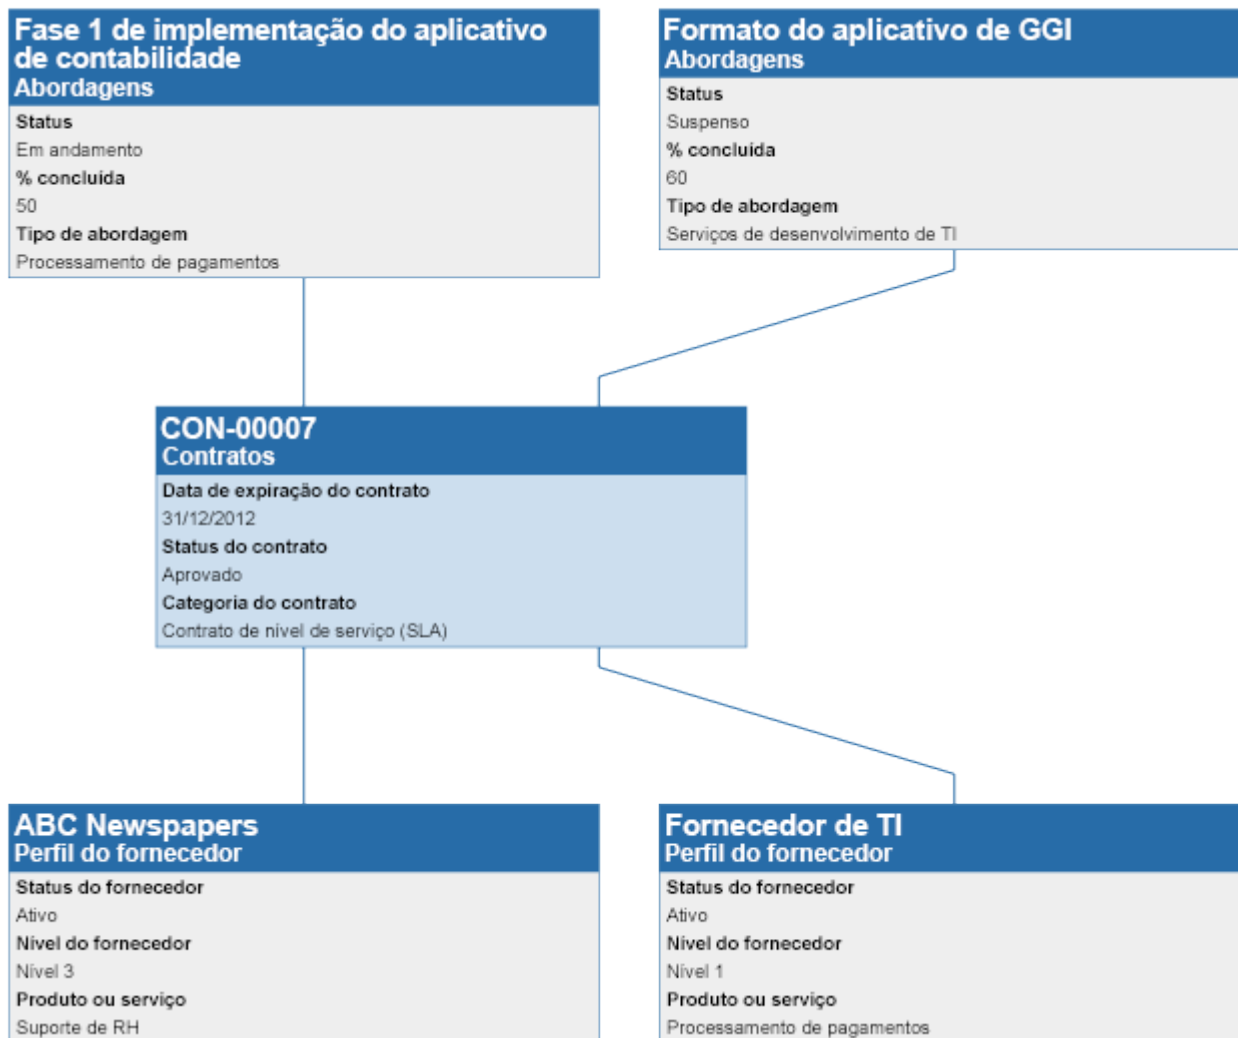 Fase 1 de implementação do aplicativo
de contabilidade
Abordagens
Status
Em andamento
% concluída
50
Tipo de abordagem
Processamento de pagamentos
Formato do aplicativo de GGI
Abordagens
Status
Suspenso
% concluída
60
Tipo de abordagem
Serviços de desenvolvimento de TI
CON-00007
Contratos
Data de expiração do contrato
31/12/2012
Status do contrato
Aprovado
Categoria do contrato
Contrato de nível de serviço (SLA)
ABC Newspapers
Perfil do fornecedor
Status do fornecedor
Ativo
Nível do fornecedor
Nível 3
Produto ou serviço
Suporte de RH
Fornecedor de TI
Perfil do fornecedor
Status do fornecedor
Ativo
Nível do fornecedor
Nível 1
Produto ou serviço
Processamento de pagamentos